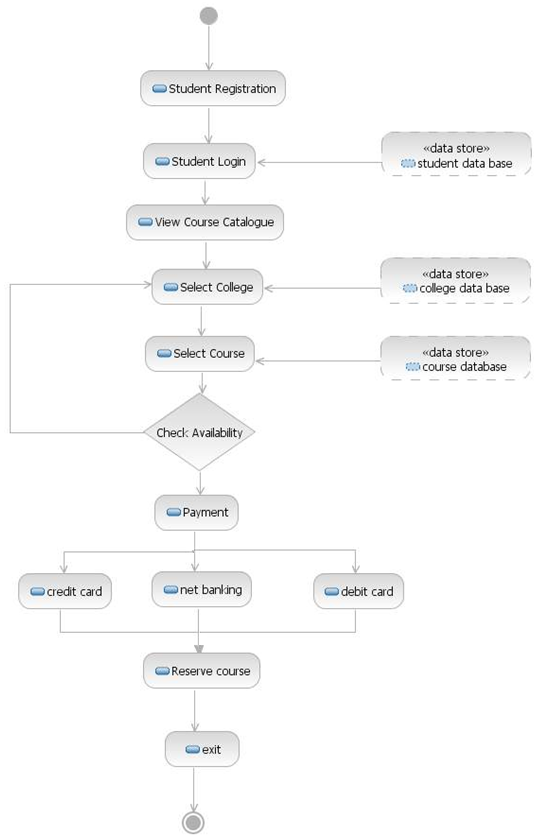 Student Registration
Student Login
«data store»
student data base
View Course Catalogue
Select College
«data store»
college data base
Select Course
«data store»
course database
Check Availability
Payment
credit card
net banking
debit card
Reserve course
exit